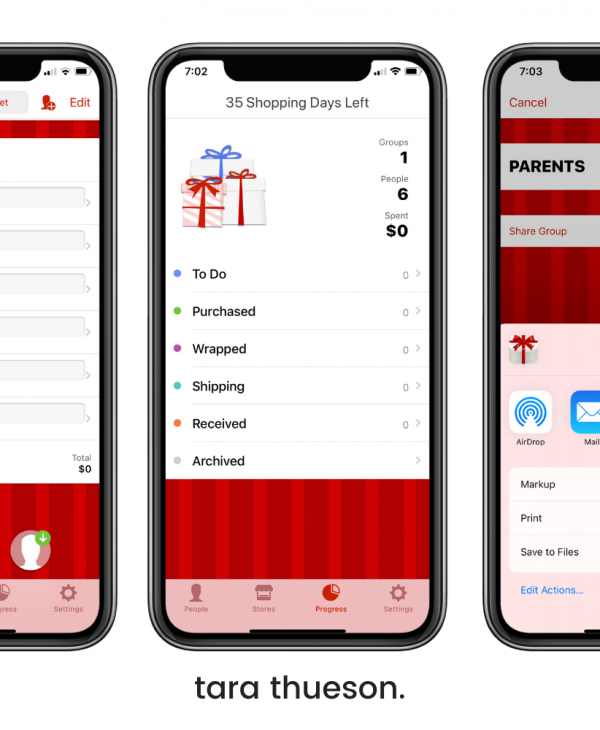 et
Edit
Total
$0
gress
Settings
7:02
35 Shopping Days Left
Groups
1
People
6
Spent
$0
To Do 0
Purchased 0
Wrapped 0
Shipping 0
Received 0
Archived
People
Stores
Progress
Settings
7:03
Cancel
PARENTS
Share Group
AirDrop
Mail
Markup
Print
Save to Files
Edit Actions...
tara thueson.